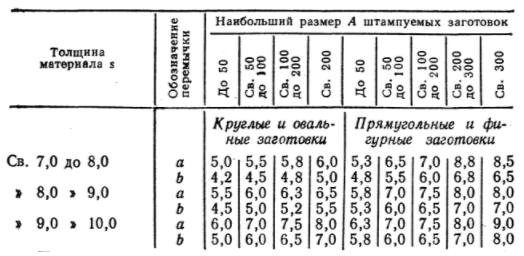 Толщина материала s
Обозначение перемычки
Наибольший размер A штампуемых заготовок
До 50
Св. 50 до 100
Св. 100 до 200
Св. 200
До 50
Св. 50 до 100
Св. 100 до 200
Св. 200 до 300
Св. 300
Круглые и овальные заготовки
Прямугольные и фигурные заготовки
Св. 7,0 до 8,0 a 5,0 5,5 5,8 6,0 5,3 6,5 7,0 8,8 8,5
b 4,2 4,5 4,8 5,0 4,8 5,5 6,0 6,8 6,5
» 8,0 » 9,0 a 5,5 6,0 6,3 6,5 5,8 7,0 7,5 8,0 8,0
b 4,5 5,0 5,2 5,5 5,3 6,0 6,5 7,0 7,0
» 9,0 » 10,0 a 6,0 7,0 7,5 8,0 6,3 7,0 7,5 8,0 9,0
b 5,0 6,0 6,5 7,0 5,8 6,0 6,5 7,0 8,0